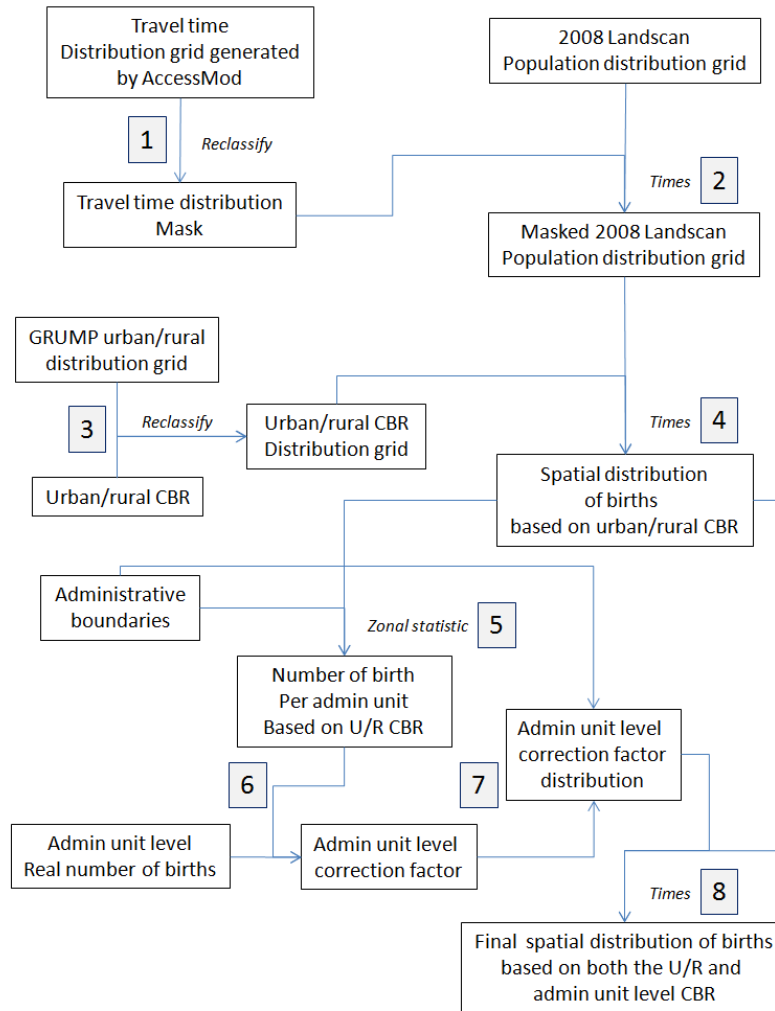 Travel time
Distribution grid generated
by AccessMod
2008 Landscan
Population distribution grid
1
Reclassify
Times
2
Travel time distribution
Mask
Masked 2008 Landscan
Population distribution grid
GRUMP urban/rural
distribution grid
3
Reclassify
Urban/rural CBR
Distribution grid
Times
4
Urban/rural CBR
Spatial distribution
of births
based on urban/rural CBR
Administrative
boundaries
Zonal statistic
5
Number of birth
Per admin unit
Based on U/R CBR
Admin unit level
correction factor
distribution
6
7
Admin unit level
Real number of births
Admin unit level
correction factor
Times
8
Final spatial distribution of births
based on both the U/R and
admin unit level CBR